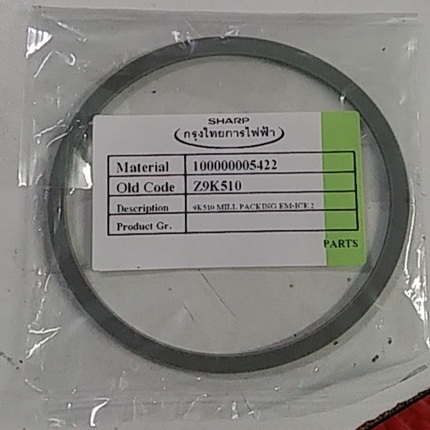 SHARP
กรุงไทยการไฟฟ้า
Material 100000005422
Old Code Z9K510
Description 9K510 MILL PACKING EM-ICE 2
Product Gr.
PARTS